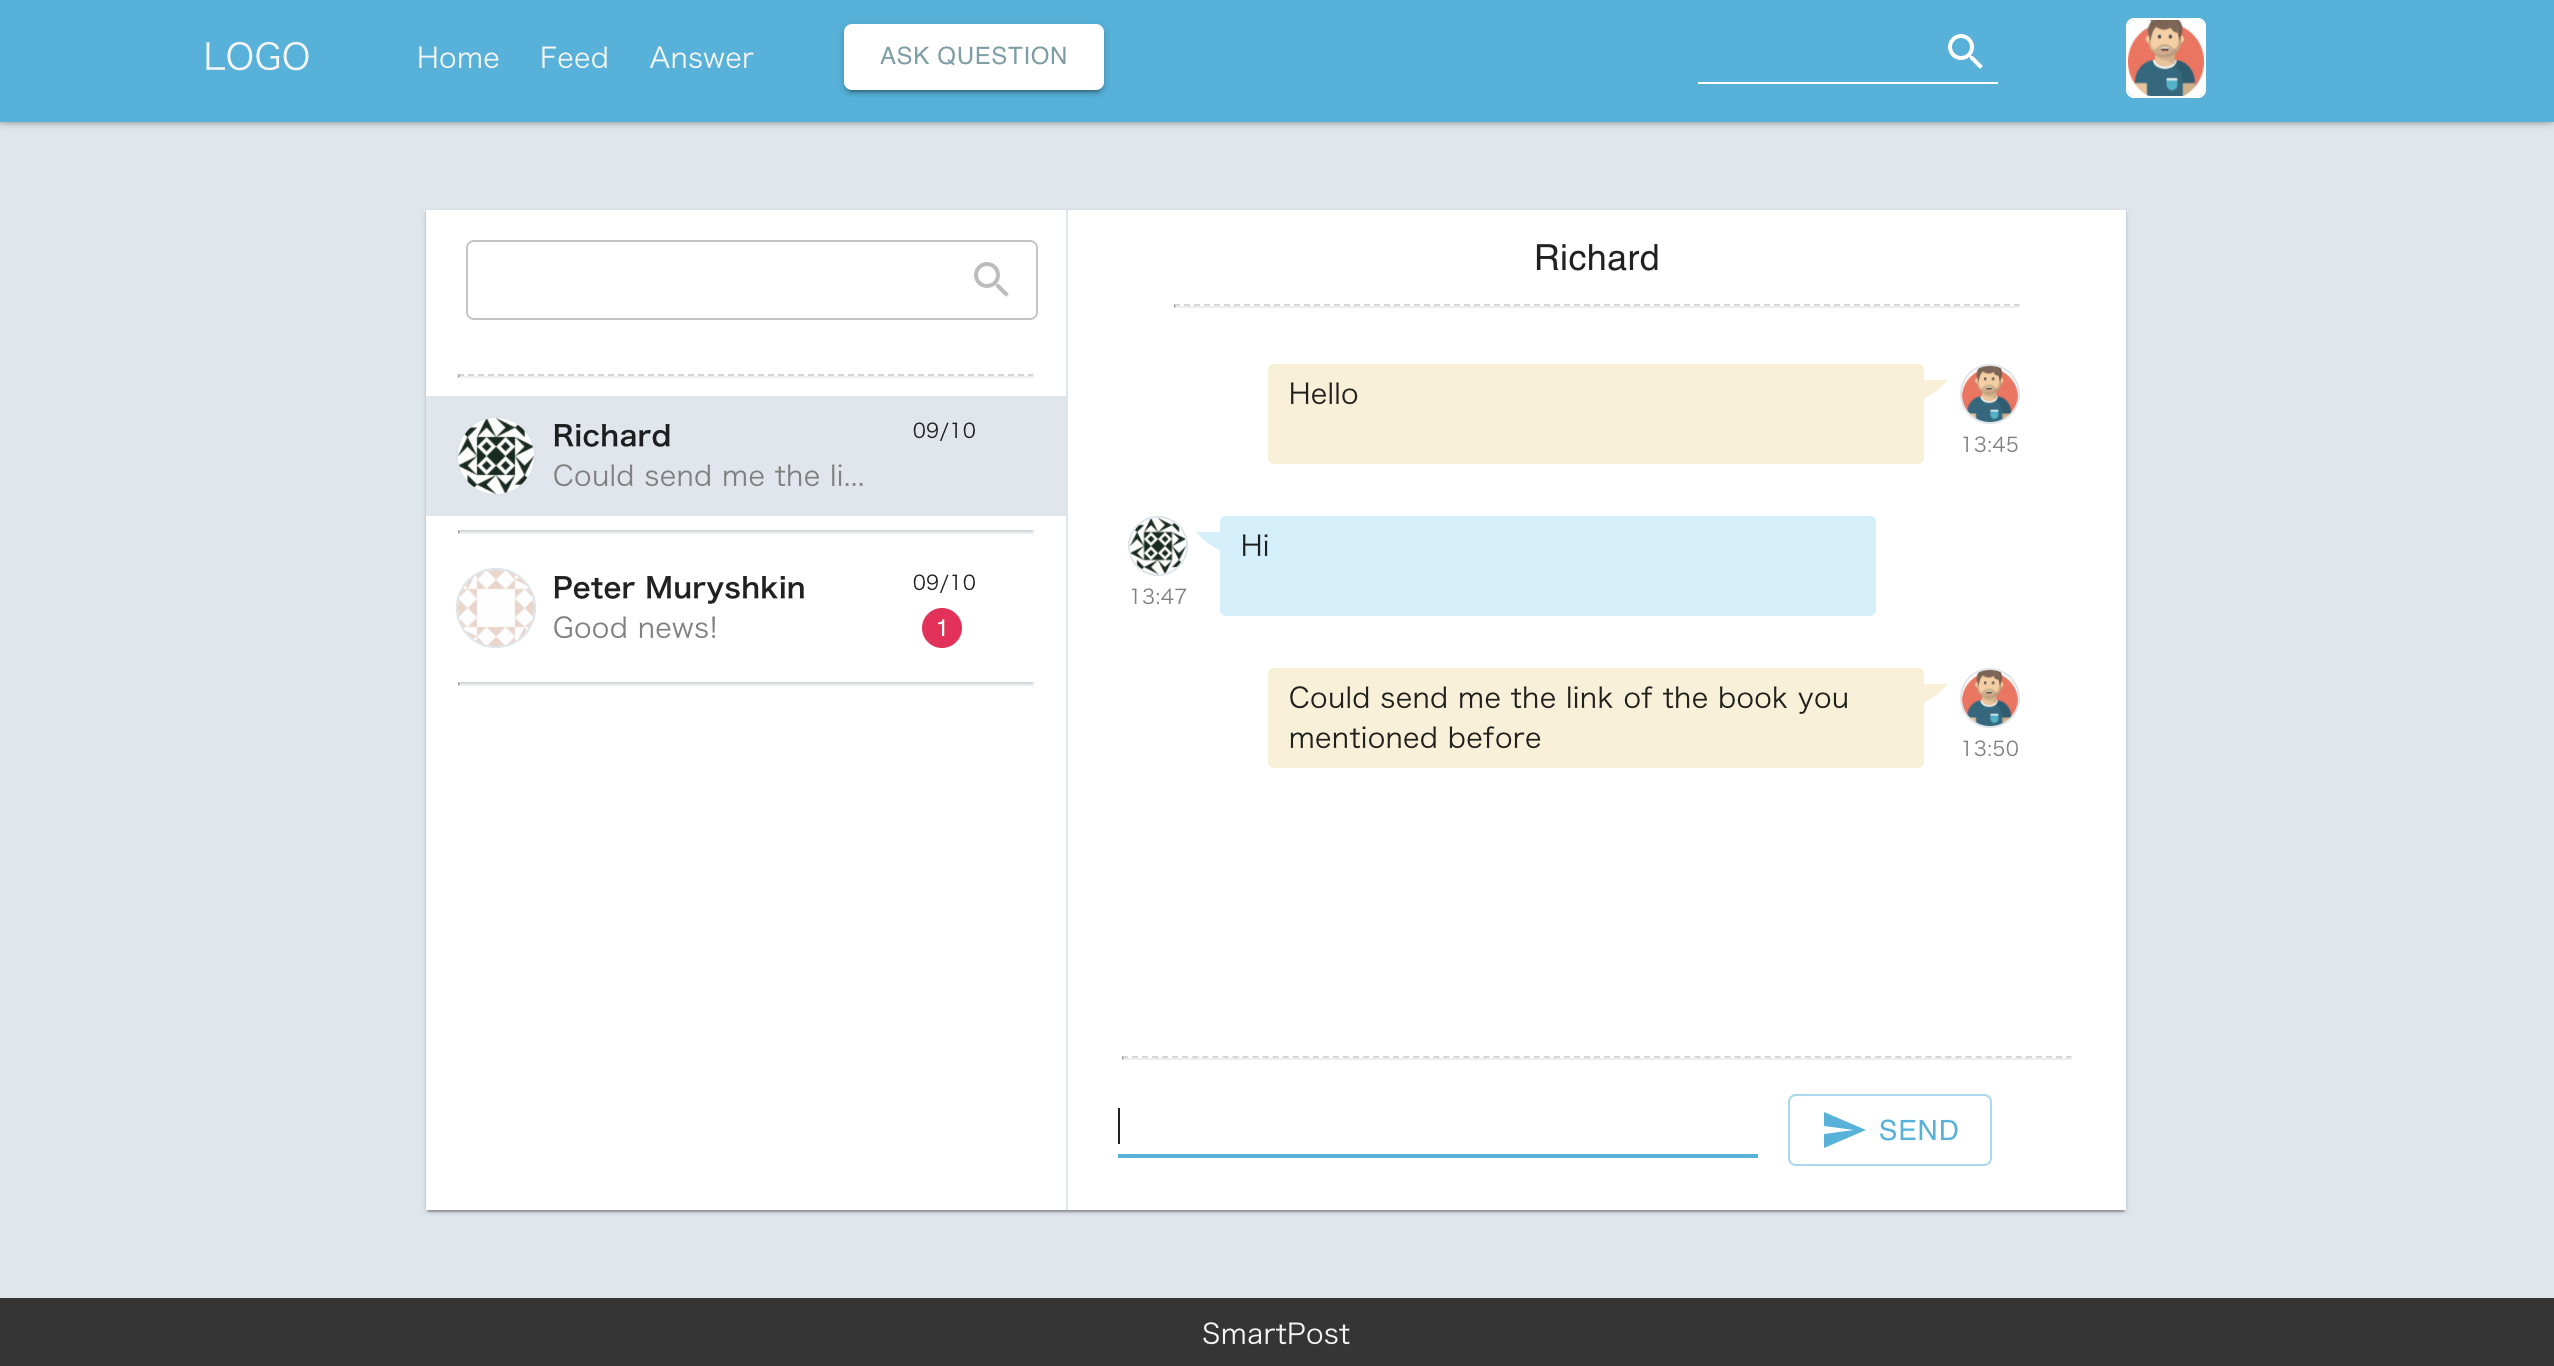 LOGO
Home
Feed
Answer
ASK QUESTION
Richard
09/10
Could send me the li...
Peter Muryshkin
09/10
Good news!
1
Richard
Hello
13:45
Hi
13:47
Could send me the link of the book you
mentioned before
13:50
SEND
SmartPost